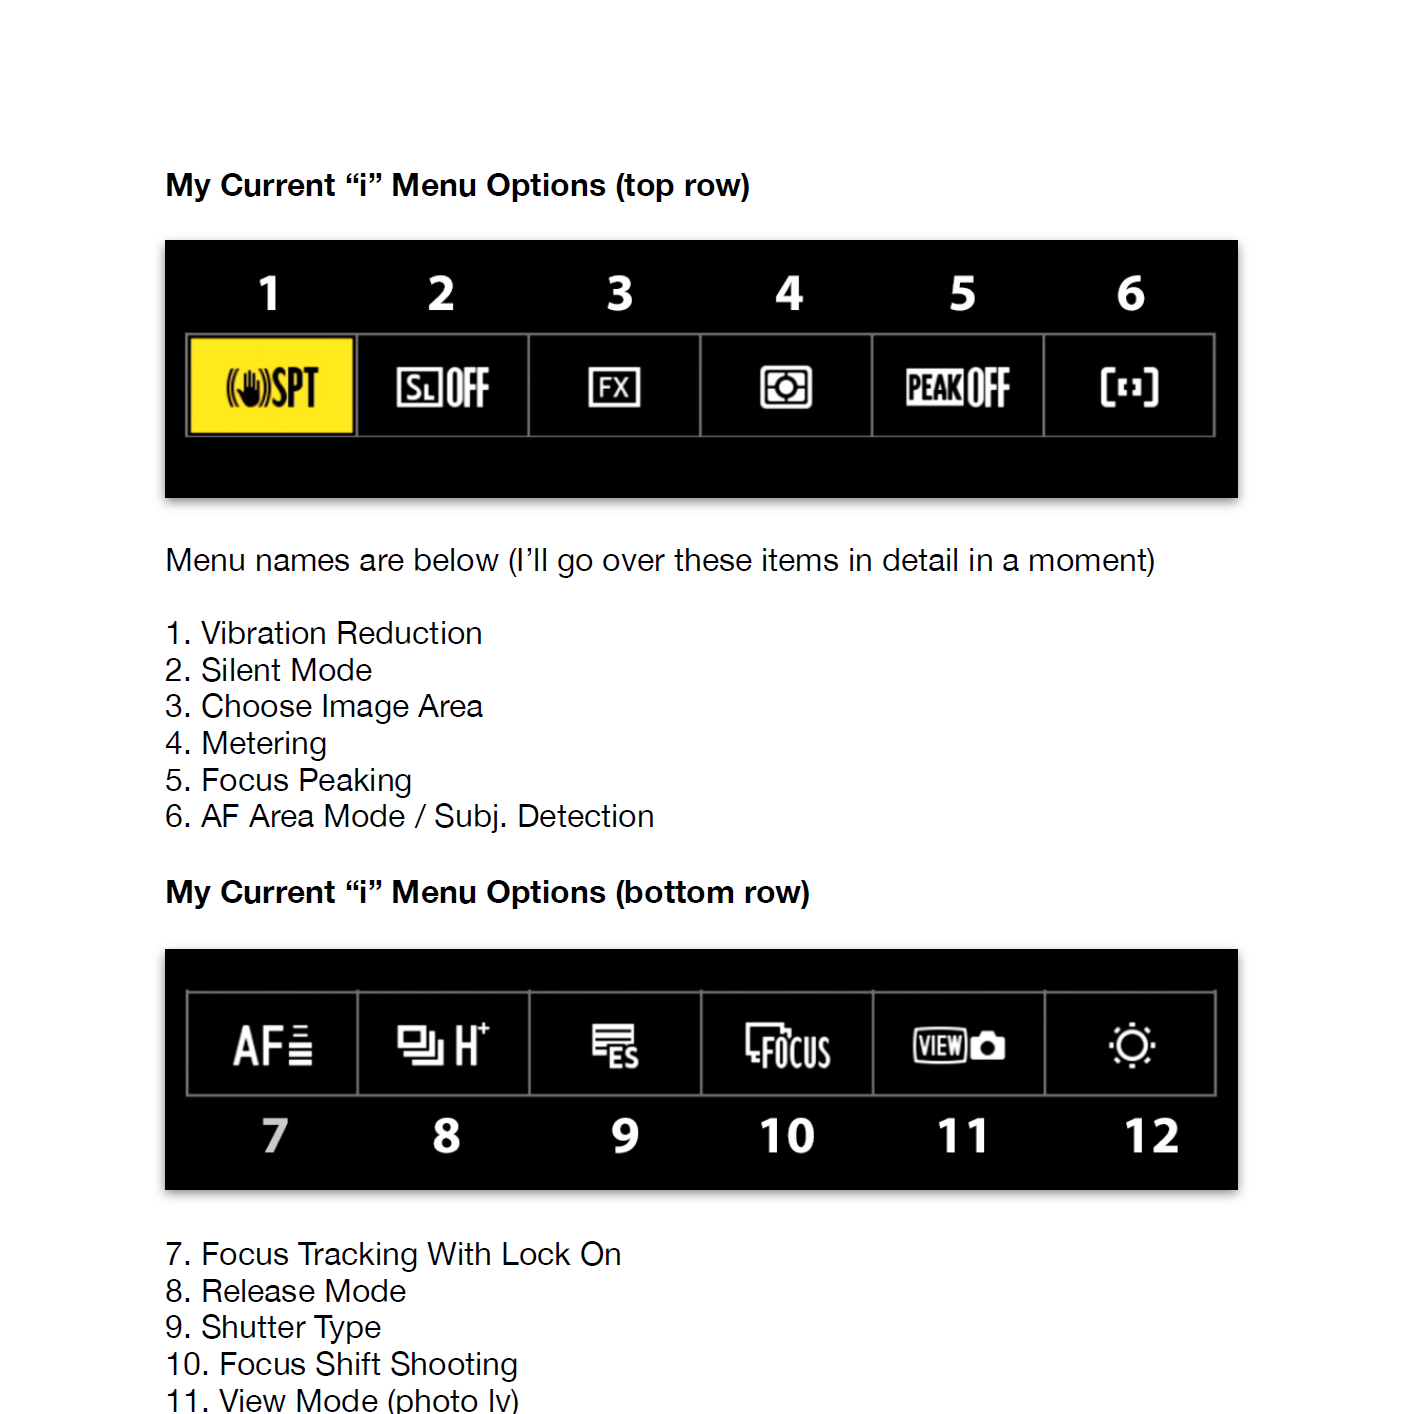 My Current “i” Menu Options (top row)
1 2 3 4 5 6
SPT SL OFF FX PEAK OFF
Menu names are below (I’ll go over these items in detail in a moment)
1. Vibration Reduction
2. Silent Mode
3. Choose Image Area
4. Metering
5. Focus Peaking
6. AF Area Mode / Subj. Detection
My Current “i” Menu Options (bottom row)
AF H+ ES FOCUS VIEW
7 8 9 10 11 12
7. Focus Tracking With Lock On
8. Release Mode
9. Shutter Type
10. Focus Shift Shooting
11. View Mode (photo lv)